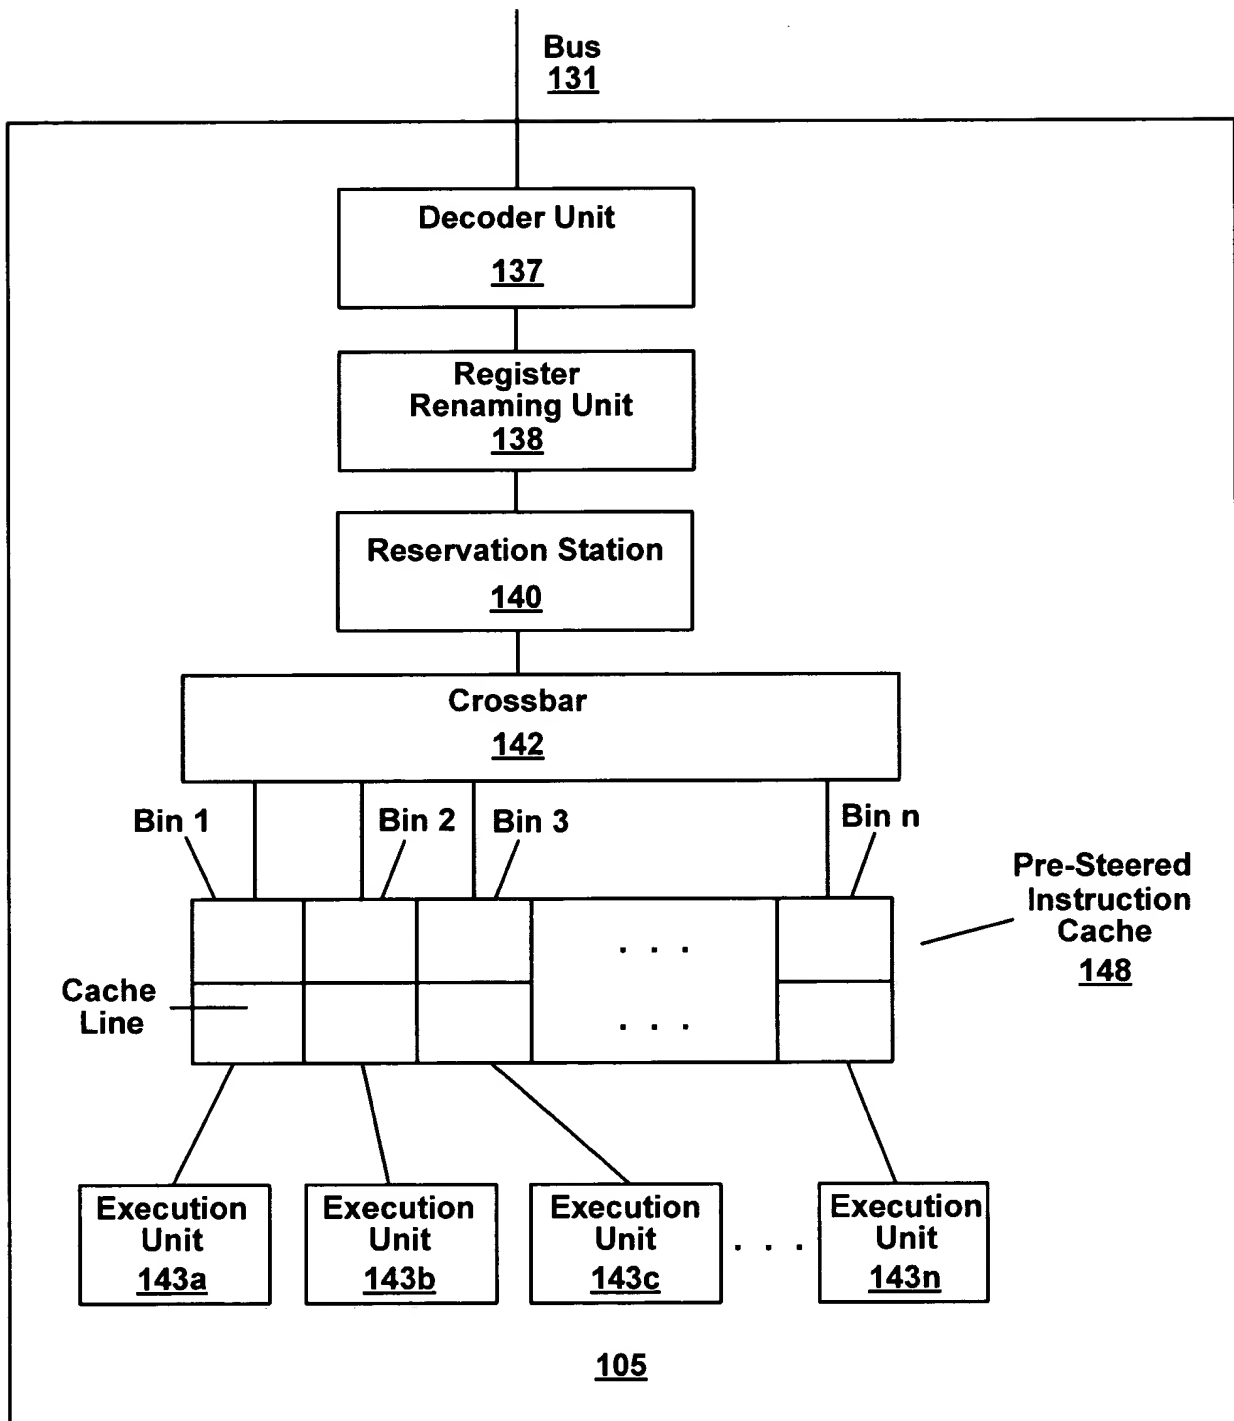 Bus
131
Decoder Unit
137
Register
Renaming Unit
138
Reservation Station
140
Crossbar
142
Bin 1
Bin 2
Bin 3
Bin n
Pre-Steered
Instruction
Cache
148
. . .
Cache
Line
. . .
Execution
Unit
143a
Execution
Unit
143b
Execution
Unit
143c
. . .
Execution
Unit
143n
105